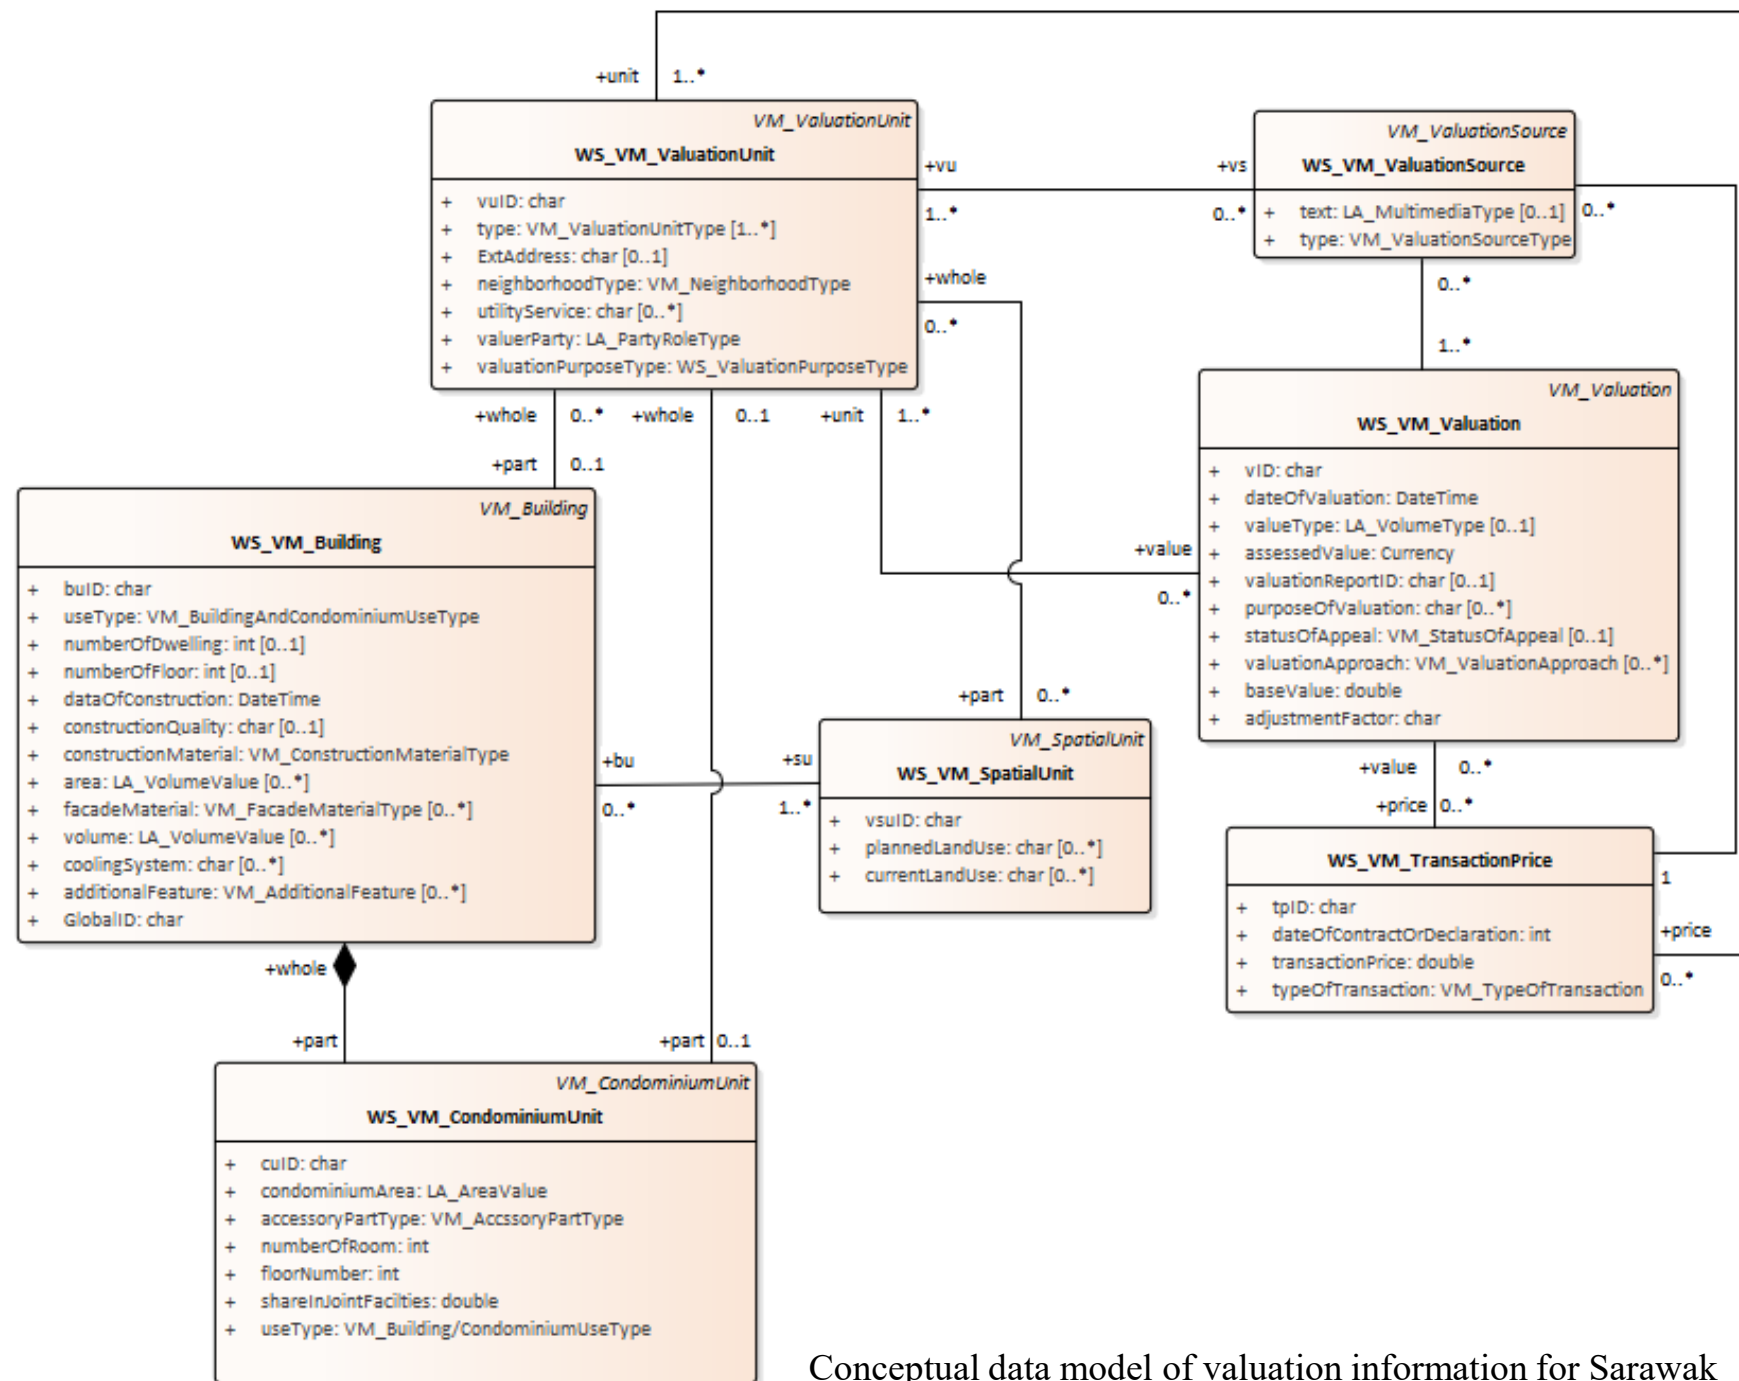 +unit 1..*
VM_ValuationUnit
WS_VM_ValuationUnit
+ vuID: char
+ type: VM_ValuationUnitType [1..*]
+ ExtAddress: char [0..1]
+ neighborhoodType: VM_NeighborhoodType
+ utilityService: char [0..*]
+ valuerParty: LA_PartyRoleType
+ valuationPurposeType: WS_ValuationPurposeType
+vu +vs
1..* 0..*
VM_ValuationSource
WS_VM_ValuationSource
+ text: LA_MultimediaType [0..1]
+ type: VM_ValuationSourceType
0..*
+whole
0..*
0..*
1..*
+whole 0..* +whole 0..1 +unit 1..*
+part 0..1
VM_Valuation
WS_VM_Valuation
+ vID: char
+ dateOfValuation: DateTime
+ valueType: LA_VolumeType [0..1]
+ assessedValue: Currency
+ valuationReportID: char [0..1]
+ purposeOfValuation: char [0..*]
+ statusOfAppeal: VM_StatusOfAppeal [0..1]
+ valuationApproach: VM_ValuationApproach [0..*]
+ baseValue: double
+ adjustmentFactor: char
+value
0..*
VM_Building
WS_VM_Building
+ buID: char
+ useType: VM_BuildingAndCondominiumUseType
+ numberOfDwelling: int [0..1]
+ numberOfFloor: int [0..1]
+ dataOfConstruction: DateTime
+ constructionQuality: char [0..1]
+ constructionMaterial: VM_ConstructionMaterialType
+ area: LA_VolumeValue [0..*]
+ facadeMaterial: VM_FacadeMaterialType [0..*]
+ volume: LA_VolumeValue [0..*]
+ coolingSystem: char [0..*]
+ additionalFeature: VM_AdditionalFeature [0..*]
+ GlobalID: char
+bu +su
0..* 1..*
+part 0..*
VM_SpatialUnit
WS_VM_SpatialUnit
+ vsuID: char
+ plannedLandUse: char [0..*]
+ currentLandUse: char [0..*]
+value 0..*
+price 0..*
WS_VM_TransactionPrice
+ tpID: char
+ dateOfContractOrDeclaration: int
+ transactionPrice: double
+ typeOfTransaction: VM_TypeOfTransaction
1
+price
0..*
+whole
+part
+part 0..1
VM_CondominiumUnit
WS_VM_CondominiumUnit
+ cuID: char
+ condominiumArea: LA_AreaValue
+ accessoryPartType: VM_AccssoryPartType
+ numberOfRoom: int
+ floorNumber: int
+ shareInJointFacilties: double
+ useType: VM_Building/CondominiumUseType
Conceptual data model of valuation information for Sarawak